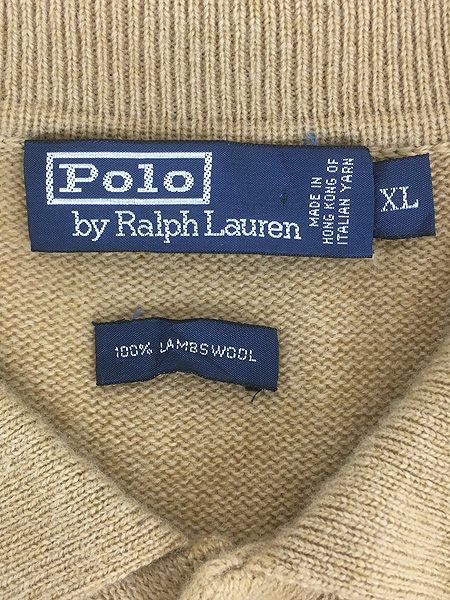 Polo
by Ralph Lauren
MADE IN
HONG KONG OF
ITALIAN YARN
XL
100% LAMBSWOOL